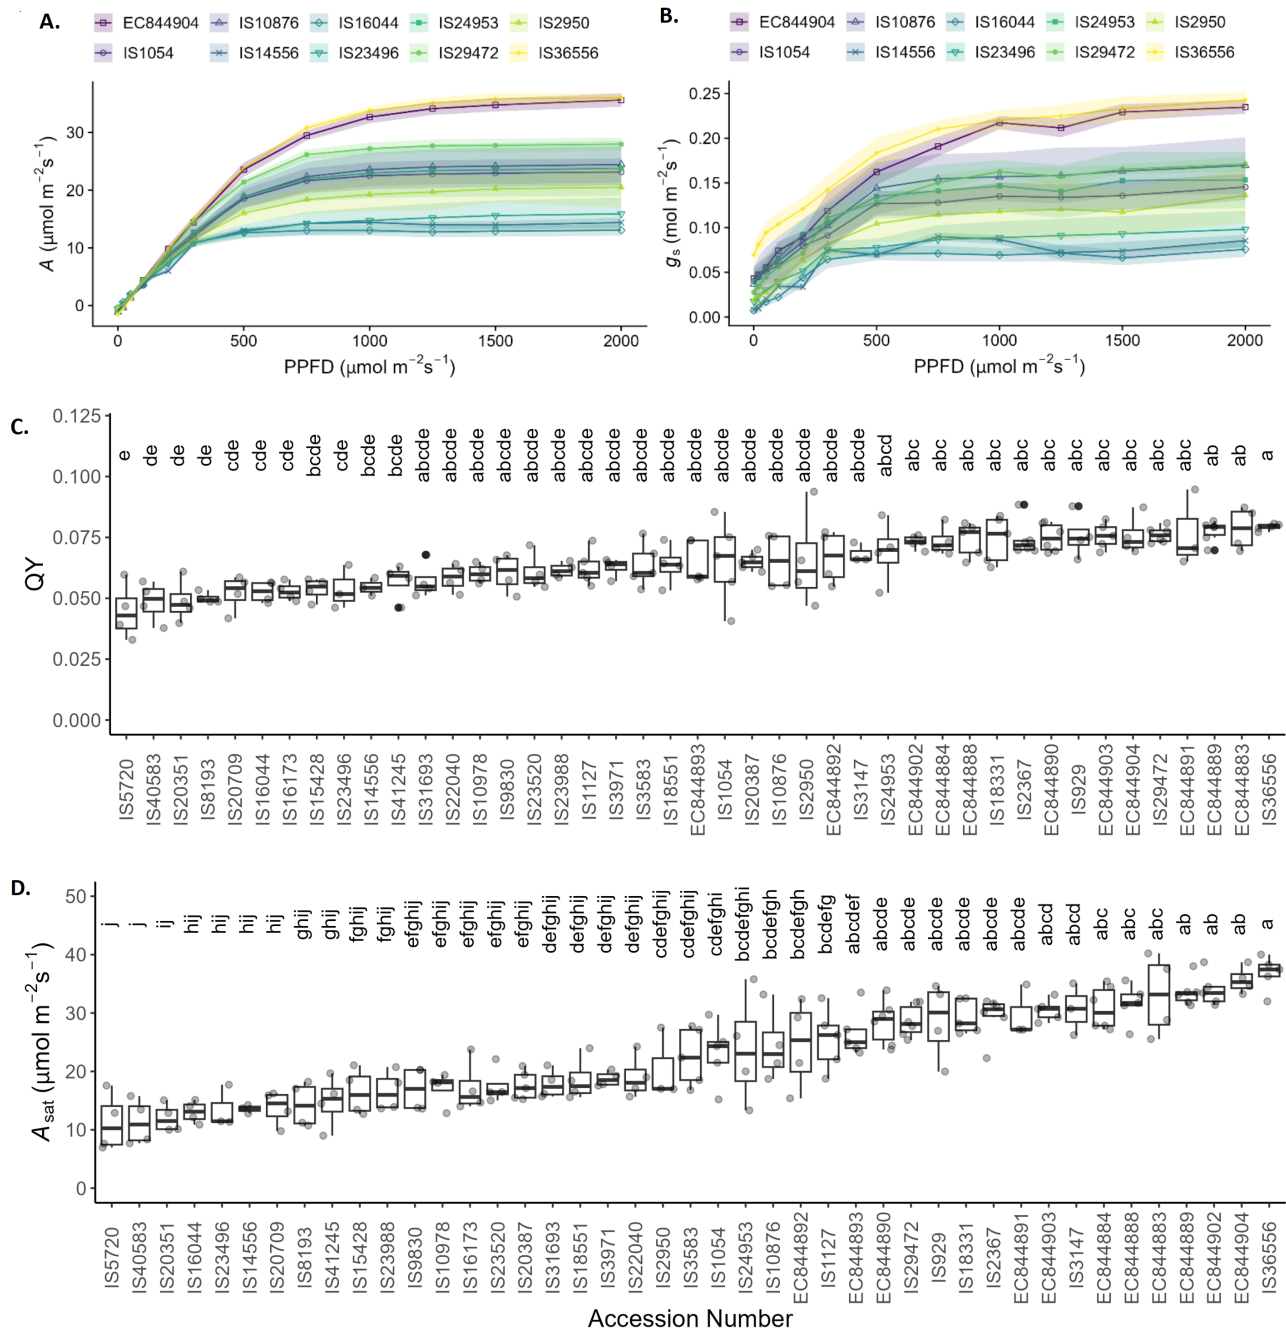 A.
EC844904 IS10876 IS16044 IS24953 IS2950
IS1054 IS14556 IS23496 IS29472 IS36556
A (µmol m⁻²s⁻¹)
30
20
10
0
0 500 1000 1500 2000
PPFD (µmol m⁻²s⁻¹)
B.
EC844904 IS10876 IS16044 IS24953 IS2950
IS1054 IS14556 IS23496 IS29472 IS36556
gs (mol m⁻²s⁻¹)
0.25
0.20
0.15
0.10
0.05
0.00
0 500 1000 1500 2000
PPFD (µmol m⁻²s⁻¹)
C.
QY
0.125
0.100
0.075
0.050
0.025
0.000
e de de de cde cde cde bcde cde bcde bcde abcde abcde abcde abcde abcde abcde abcde abcde abcde abcde abcde abcde abcde abcde abcde abcde abcde abcd abc abc abc abc abc abc abc abc abc abc abc ab ab a
IS5720 IS40583 IS20351 IS8193 IS20709 IS16044 IS16173 IS15428 IS23496 IS14556 IS41245 IS31693 IS22040 IS10978 IS9830 IS23520 IS23988 IS1127 IS3971 IS3583 IS18551 EC844893 IS1054 IS20387 IS10876 IS2950 EC844892 IS3147 IS24953 EC844902 EC844884 EC844888 IS18331 IS2367 EC844890 IS929 EC844903 EC844904 IS29472 EC844891 EC844889 EC844883 IS36556
D.
Asat (µmol m⁻²s⁻¹)
50
40
30
20
10
0
j j ij hij hij hij hij ghij ghij fghij fghij efghij efghij efghij efghij efghij defghij defghij defghij defghij cdefghij cdefghij cdefghi bcdefghi bcdefgh bcdefgh bcdefg abcdef abcde abcde abcde abcde abcde abcde abcd abcd abc abc abc ab ab ab a
IS5720 IS40583 IS20351 IS16044 IS23496 IS14556 IS20709 IS8193 IS41245 IS15428 IS23988 IS9830 IS10978 IS16173 IS23520 IS20387 IS31693 IS18551 IS39711 IS22040 IS2950 IS3583 IS1054 IS24953 IS10876 EC844892 IS1127 EC844893 EC844890 IS29472 IS929 IS18331 IS2367 EC844891 EC844903 IS3147 EC844884 EC844888 EC844883 EC844889 EC844902 EC844904 IS36556
Accession Number